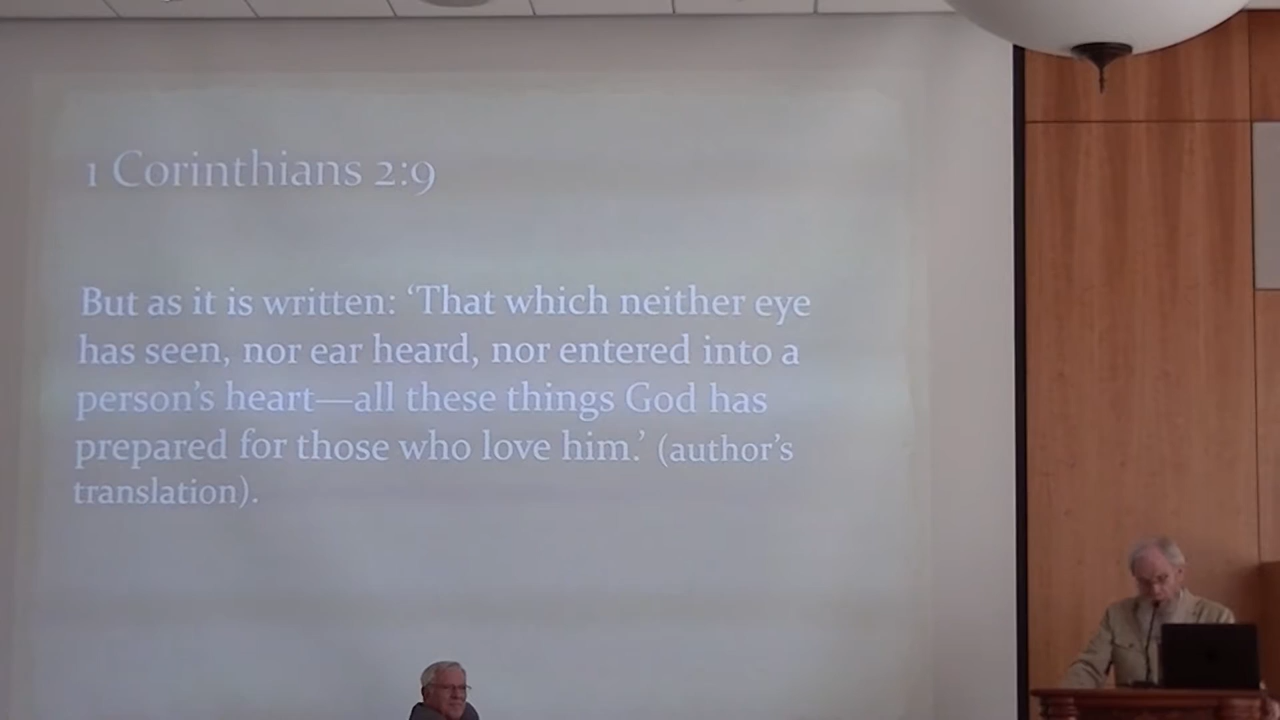 1 Corinthians 2:9
But as it is written: ‘That which neither eye
has seen, nor ear heard, nor entered into a
person’s heart—all these things God has
prepared for those who love him.’ (author’s
translation).